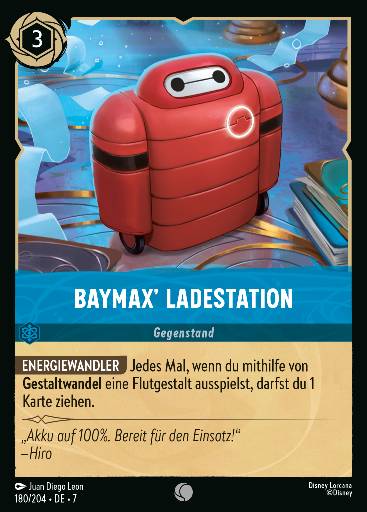 3
BAYMAX’ LADESTATION
Gegenstand
ENERGIEWANDLER Jedes Mal, wenn du mithilfe von
Gestaltwandel eine Flutgestalt ausspielst, darfst du 1
Karte ziehen.
„Akku auf 100%. Bereit für den Einsatz!“
–Hiro
Juan Diego Leon
Disney Lorcana
180/204 • DE • 7
©Disney